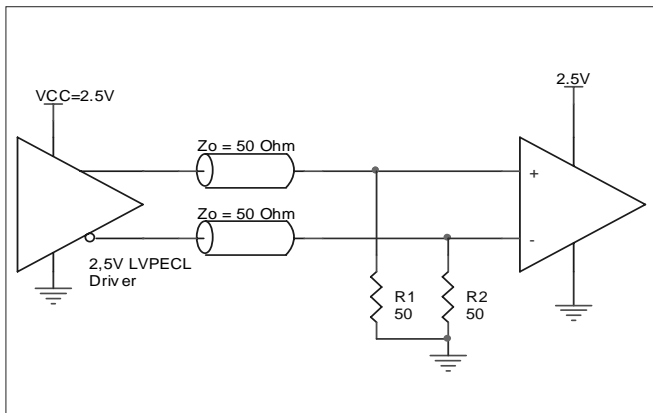 VCC=2.5V
2.5V
Zo = 50 Ohm
+
Zo = 50 Ohm
-
2,5V LVPECL
Driver
R1
50
R2
50